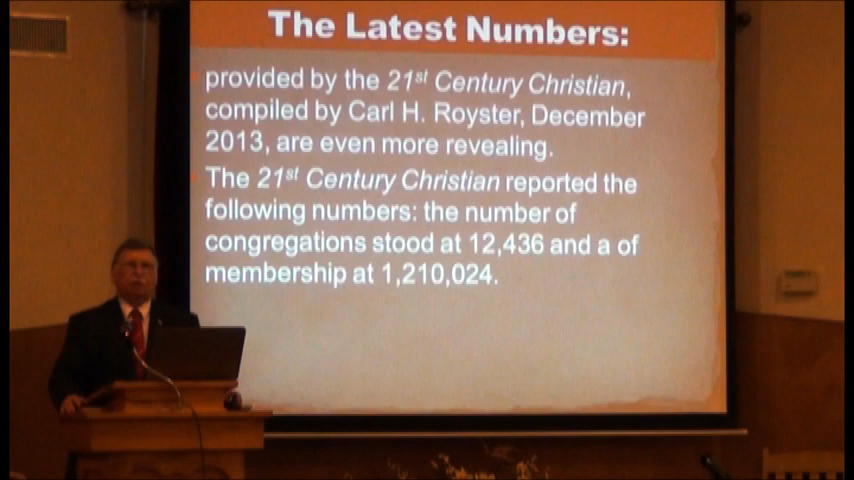 The Latest Numbers:
provided by the 21st Century Christian,
compiled by Carl H. Royster, December
2013, are even more revealing.
The 21st Century Christian reported the
following numbers: the number of
congregations stood at 12,436 and a of
membership at 1,210,024.